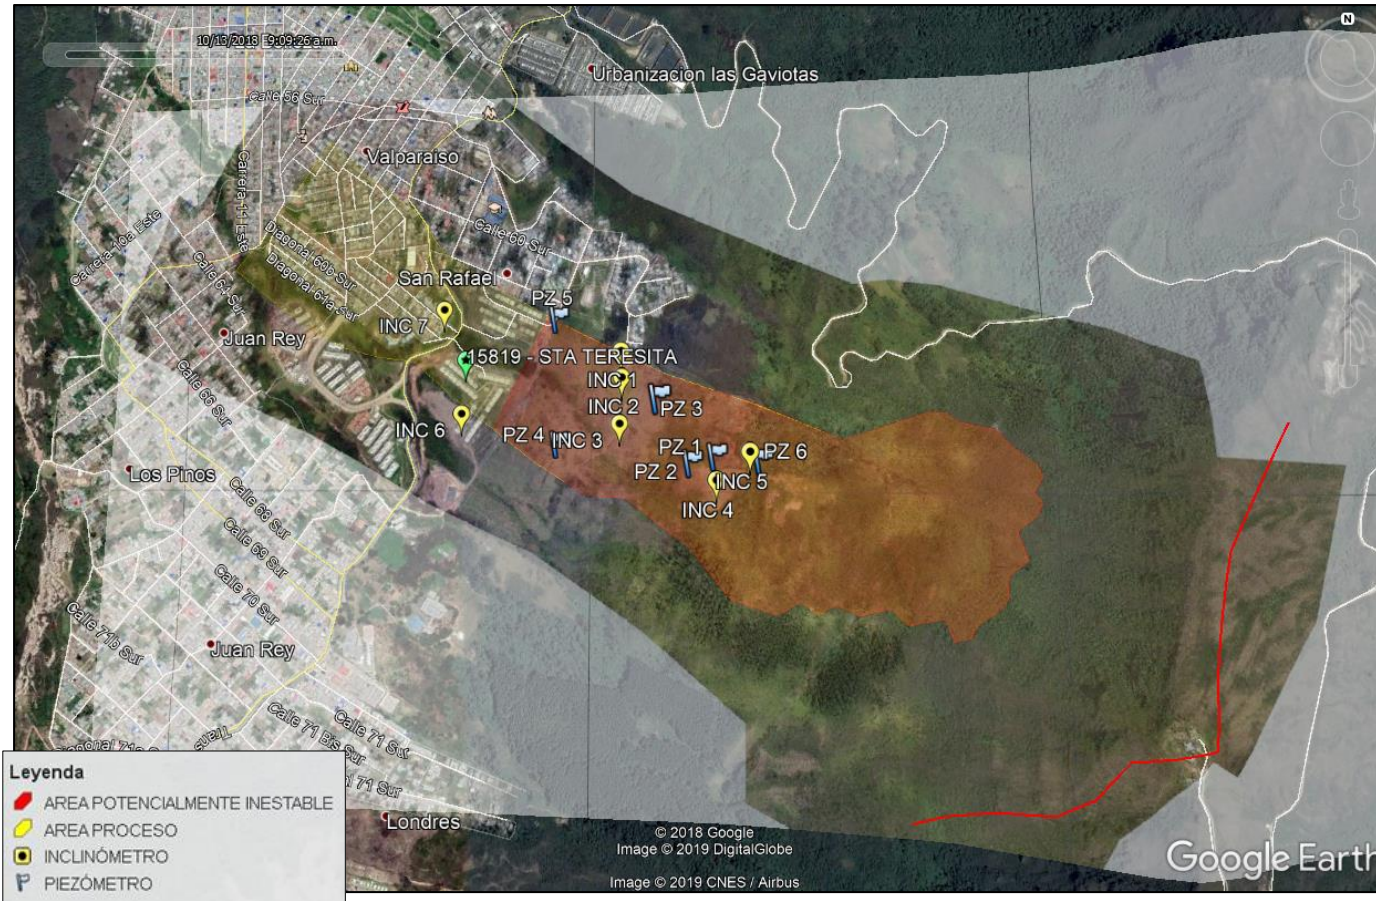 N
10/13/2018 9:09:26 a.m.
Urbanizacion las Gaviotas
Calle 56 Sur
Valparaiso
Carrera 11 Este
Carrera 10a Este
Calle 60 Sur
Diagonal 60b Sur
Diagonal 61a Sur
Calle 64 Sur
San Rafael
PZ 5
INC 7
Juan Rey
15819 - STA TERESITA
INC 1
Calle 66 Sur
INC 2
PZ 3
INC 6
PZ 4
INC 3
PZ 1
PZ 6
PZ 2
INC 5
Los Pinos
INC 4
Calle 68 Sur
Calle 69 Sur
Calle 70 Sur
Calle 71b Sur
Juan Rey
Calle 71 Bis Sur
Calle 71 Sur
71 Sur
Londres
Leyenda
AREA POTENCIALMENTE INESTABLE
AREA PROCESO
INCLINÓMETRO
PIEZÓMETRO
© 2018 Google
Image © 2019 DigitalGlobe
Image © 2019 CNES / Airbus
Google Earth